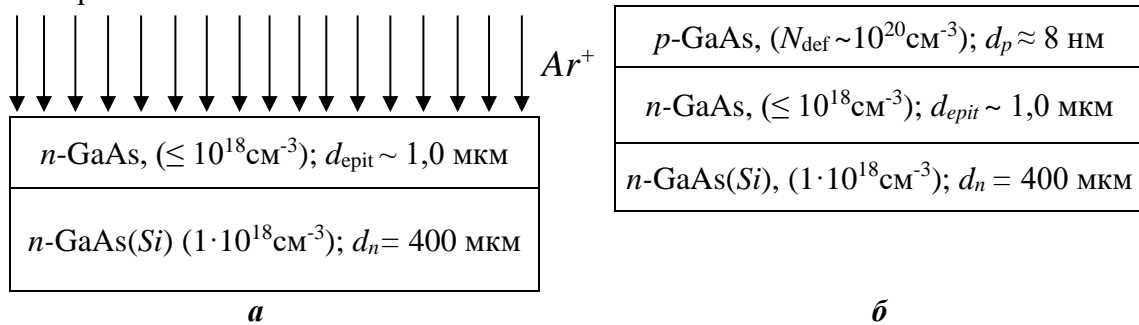 Ar⁺
n-GaAs, (≤ 10¹⁸см⁻³); d_epit ~ 1,0 мкм
n-GaAs(Si) (1·10¹⁸см⁻³); d_n= 400 мкм
а
p-GaAs, (N_def ~10²⁰см⁻³); d_p ≈ 8 нм
n-GaAs, (≤ 10¹⁸см⁻³); d_epit ~ 1,0 мкм
n-GaAs(Si), (1·10¹⁸см⁻³); d_n = 400 мкм
б